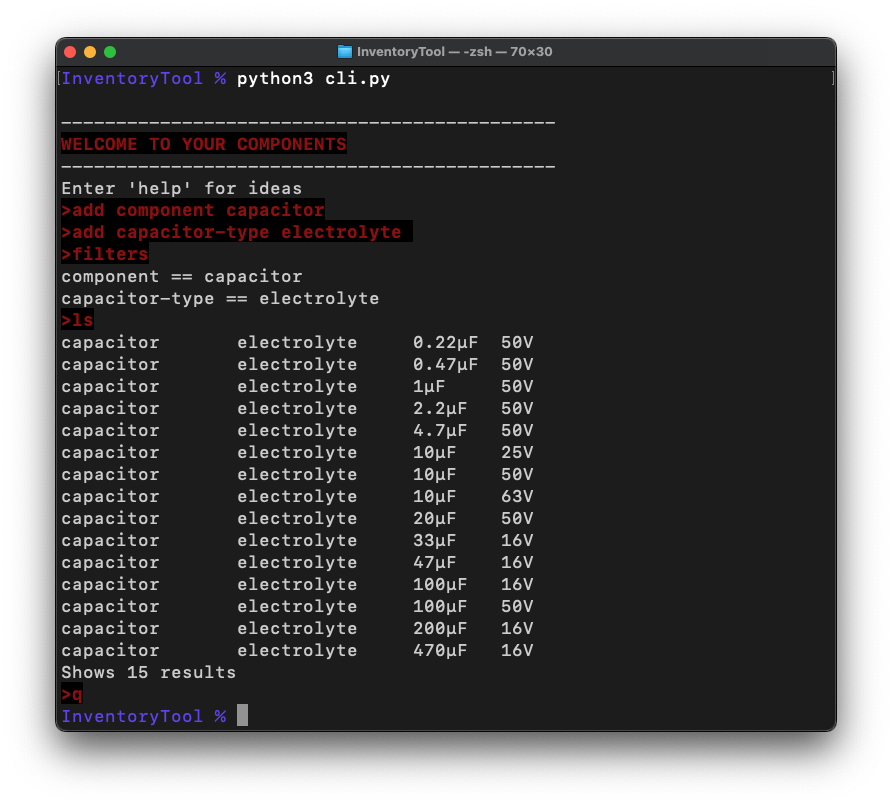 InventoryTool — -zsh — 70×30
InventoryTool % python3 cli.py
---------------------------------------------
WELCOME TO YOUR COMPONENTS
---------------------------------------------
Enter 'help' for ideas
>add component capacitor
>add capacitor-type electrolyte
>filters
component == capacitor
capacitor-type == electrolyte
>ls
capacitor       electrolyte     0.22µF  50V
capacitor       electrolyte     0.47µF  50V
capacitor       electrolyte     1µF     50V
capacitor       electrolyte     2.2µF   50V
capacitor       electrolyte     4.7µF   50V
capacitor       electrolyte     10µF    25V
capacitor       electrolyte     10µF    50V
capacitor       electrolyte     10µF    63V
capacitor       electrolyte     20µF    50V
capacitor       electrolyte     33µF    16V
capacitor       electrolyte     47µF    16V
capacitor       electrolyte     100µF   16V
capacitor       electrolyte     100µF   50V
capacitor       electrolyte     200µF   16V
capacitor       electrolyte     470µF   16V
Shows 15 results
>q
InventoryTool %